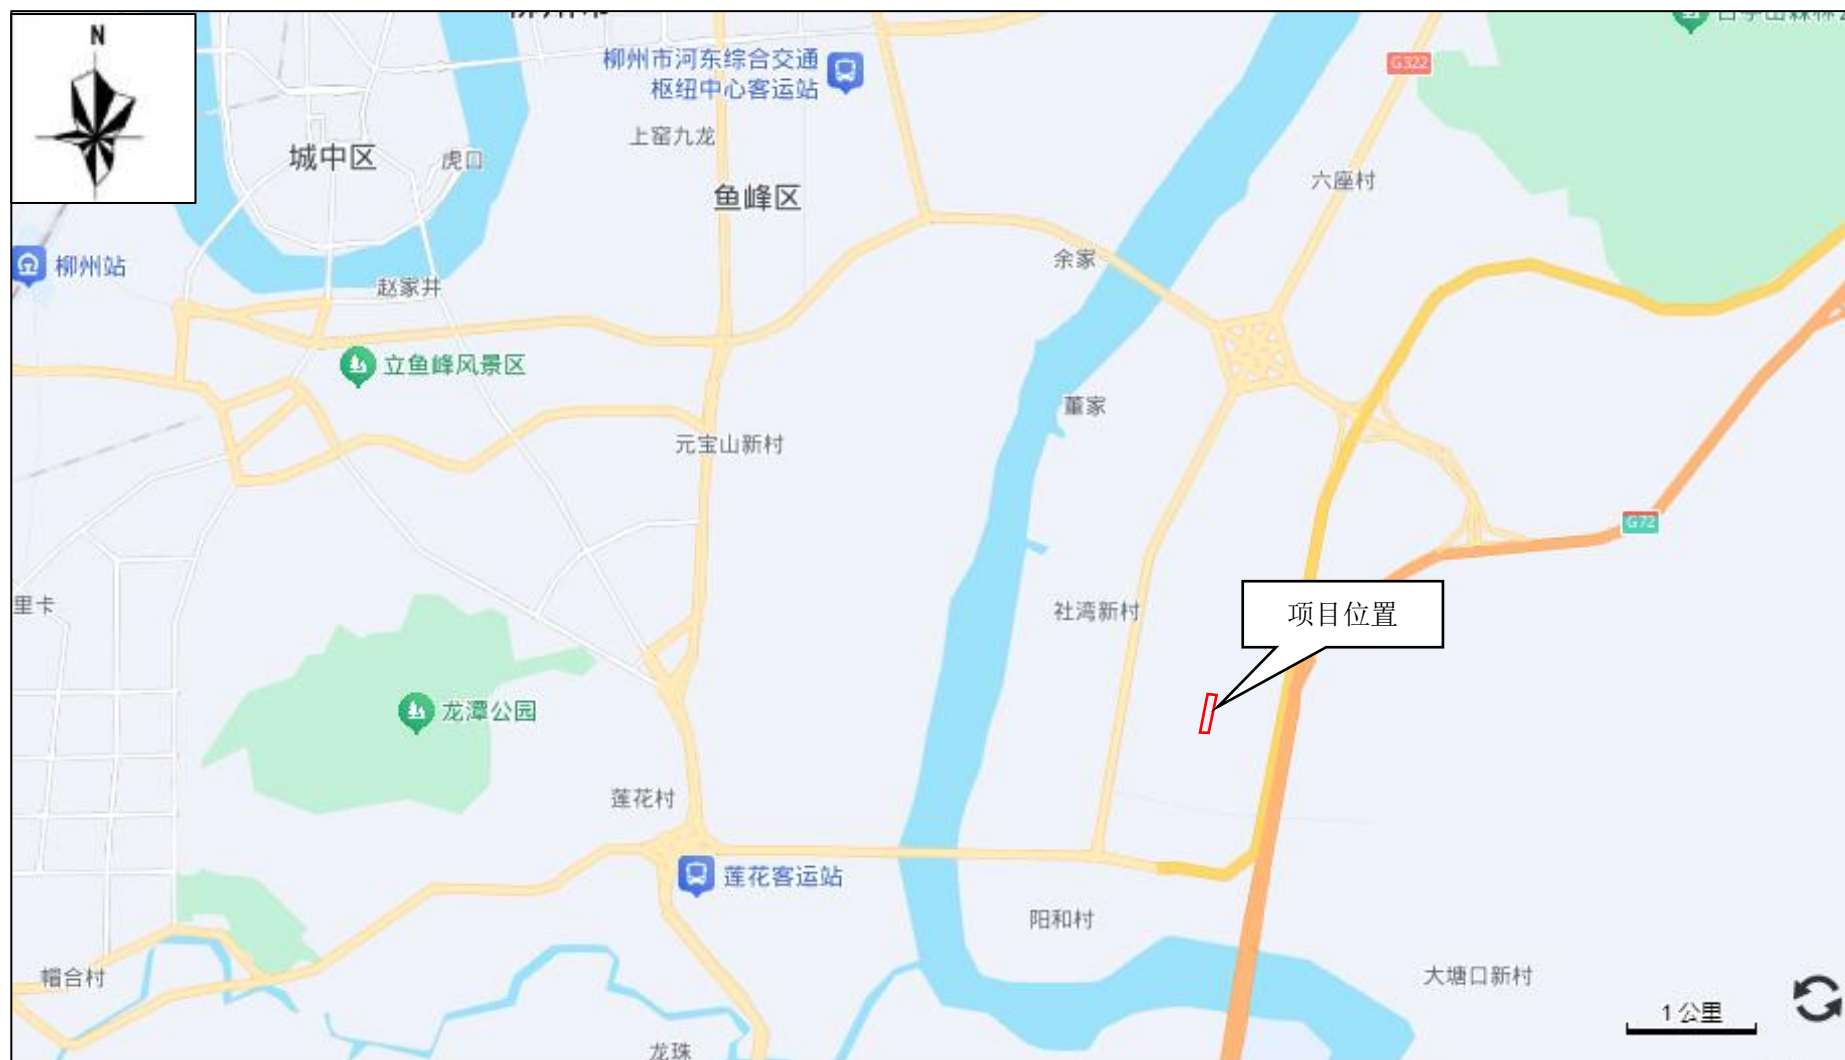 N
柳州市河东综合交通
枢纽中心客运站
G322
上窑九龙
城中区
虎口
鱼峰区
六座村
柳州站
余家
赵家井
立鱼峰风景区
董家
元宝山新村
G72
里卡
社湾新村
项目位置
龙潭公园
莲花村
莲花客运站
阳和村
帽合村
大塘口新村
1公里
龙珠